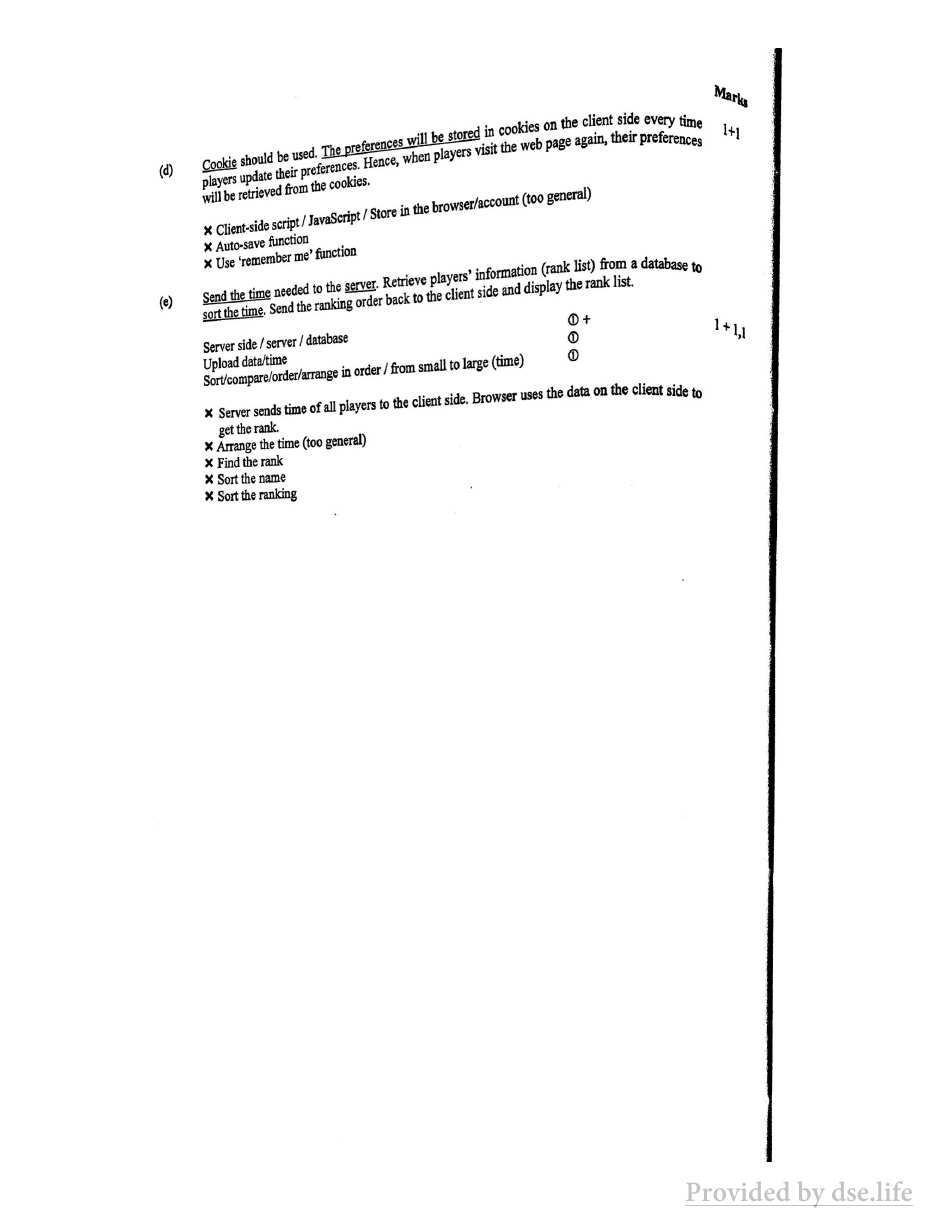 Marks
(d) Cookie should be used. The preferences will be stored in cookies on the client side every time 1+1
players update their preferences. Hence, when players visit the web page again, their preferences
will be retrieved from the cookies.
× Client-side script / JavaScript / Store in the browser/account (too general)
× Auto-save function
× Use ‘remember me’ function
(e) Send the time needed to the server. Retrieve players’ information (rank list) from a database to
sort the time. Send the ranking order back to the client side and display the rank list.
Server side / server / database ① + 1 + 1,1
Upload data/time ①
Sort/compare/order/arrange in order / from small to large (time) ①
× Server sends time of all players to the client side. Browser uses the data on the client side to
get the rank.
× Arrange the time (too general)
× Find the rank
× Sort the name
× Sort the ranking
Provided by dse.life